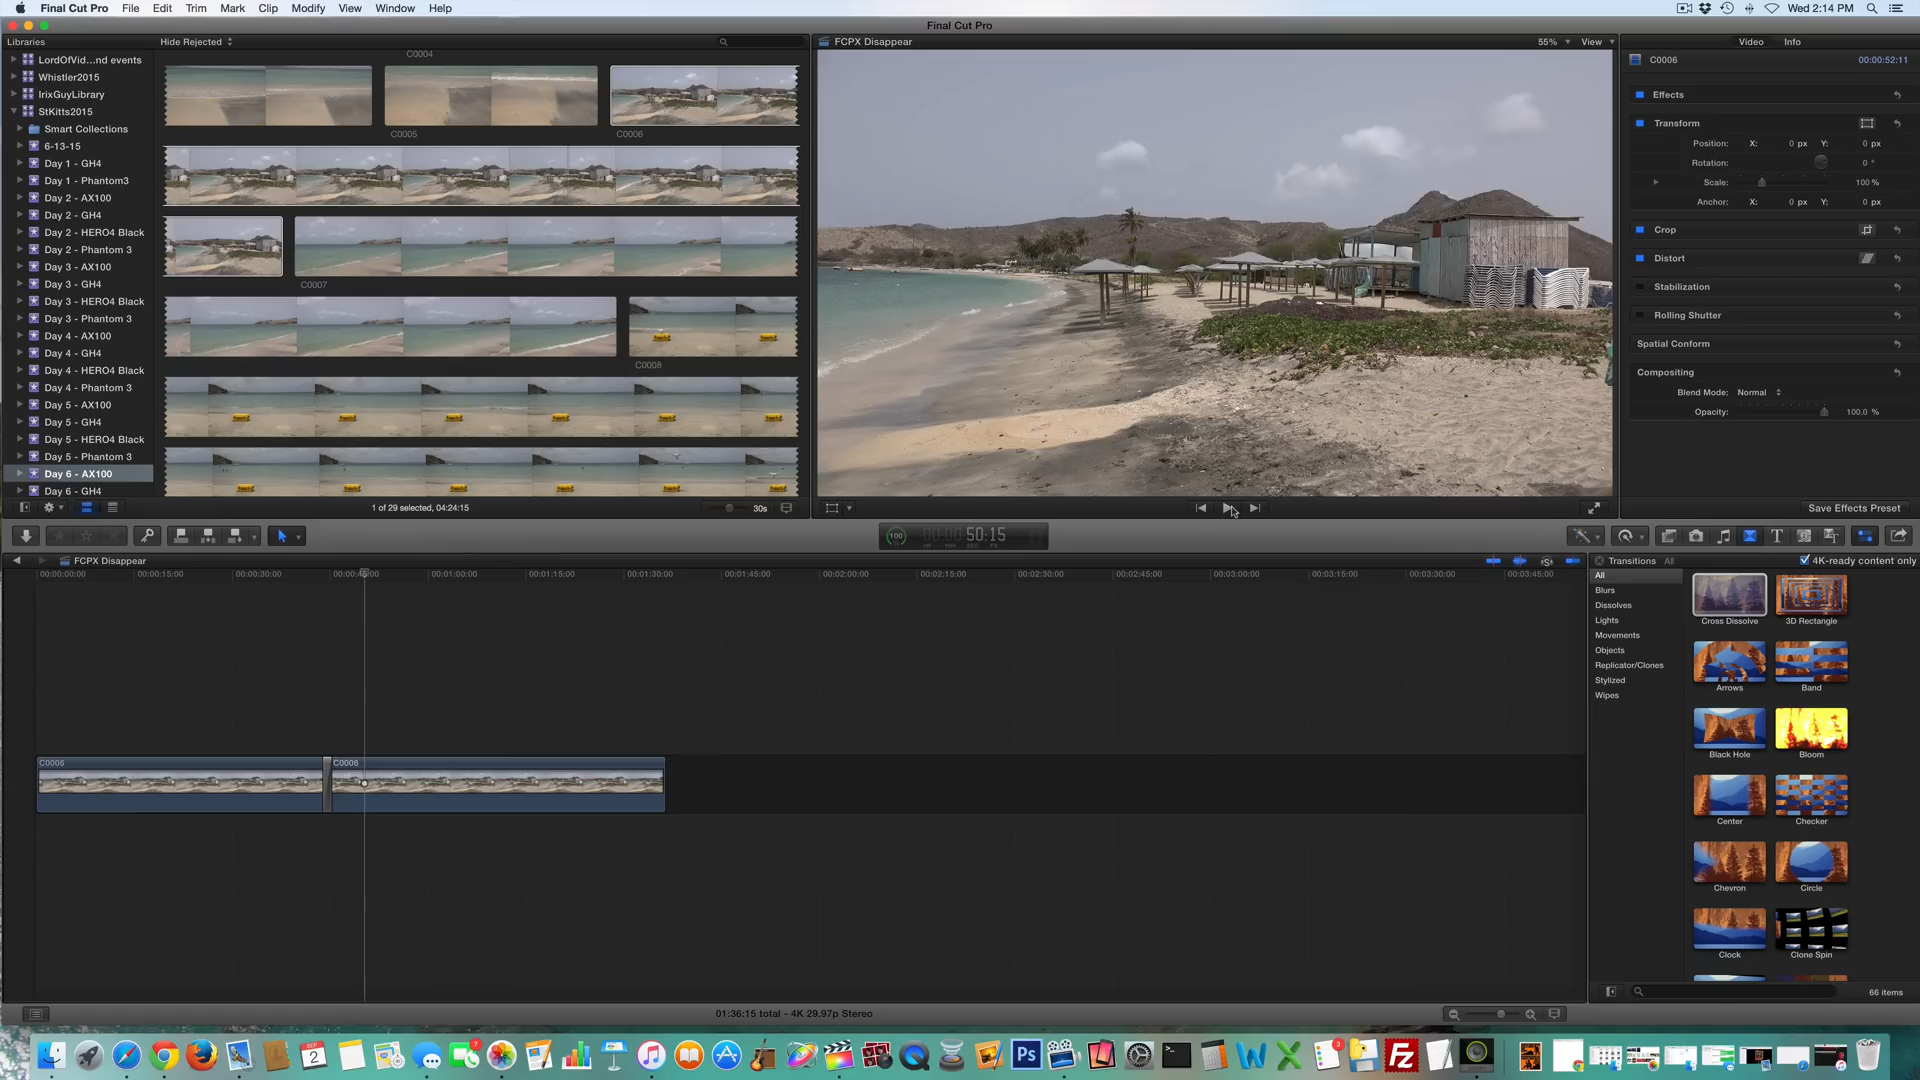 Final Cut Pro File Edit Trim Mark Clip Modify View Window Help Wed 2:14 PM
Final Cut Pro
Libraries Hide Rejected FCPX Disappear 55% View Video Info
LordOfVid...nd events
Whistler2015
IrixGuyLibrary
StKitts2015
Smart Collections
6-13-15
Day 1 - GH4
Day 1 - Phantom3
Day 2 - AX100
Day 2 - GH4
Day 2 - HERO4 Black
Day 2 - Phantom 3
Day 3 - AX100
Day 3 - GH4
Day 3 - HERO4 Black
Day 3 - Phantom 3
Day 4 - AX100
Day 4 - GH4
Day 4 - HERO4 Black
Day 4 - Phantom 3
Day 5 - AX100
Day 5 - GH4
Day 5 - HERO4 Black
Day 5 - Phantom 3
Day 6 - AX100
Day 6 - GH4
C0004
C0005 C0006
C0007
C0008
1 of 29 selected, 04:24:15 30s
C0006 00:00:52:11
Effects
Transform
Position: X: 0 px Y: 0 px
Rotation: 0 °
Scale: 100 %
Anchor: X: 0 px Y: 0 px
Crop
Distort
Stabilization
Rolling Shutter
Spatial Conform
Compositing
Blend Mode: Normal
Opacity: 100.0 %
Save Effects Preset
100 50:15
FCPX Disappear
00:00:00:00 00:00:15:00 00:00:30:00 00:01:00:00 00:01:15:00 00:01:30:00 00:01:45:00 00:02:00:00 00:02:15:00 00:02:30:00 00:02:45:00 00:03:00:00 00:03:15:00 00:03:30:00 00:03:45:00
C0006 C0006
Transitions All 4K-ready content only
All
Blurs
Dissolves
Lights
Movements
Objects
Replicator/Clones
Stylized
Wipes
Cross Dissolve 3D Rectangle
Arrows Band
Black Hole Bloom
Center Checker
Chevron Circle
Clock Clone Spin
66 items
01:36:15 total - 4K 29.97p Stereo
SEP 2 7 Ps 3 Fz